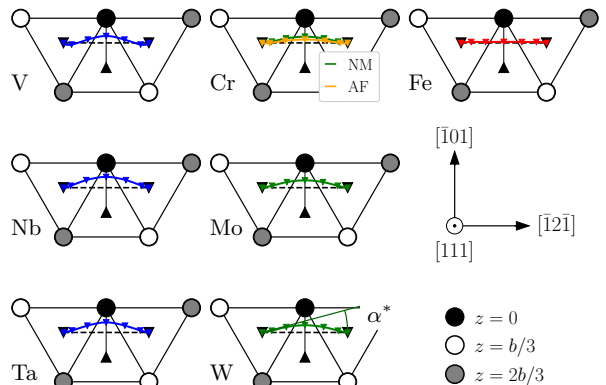 V
Cr
NM
AF
Fe
Nb
Mo
[1̄01]
[1̄21̄]
[111]
Ta
W
α*
z = 0
z = b/3
z = 2b/3